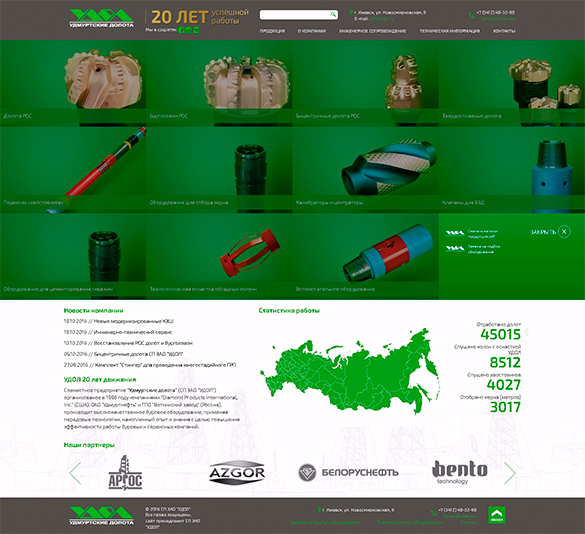 УДОЛ
УДМУРТСКИЕ ДОЛОТА
20 ЛЕТ успешной работы
Мы в соцсетях:
г. Ижевск, ул. Новосмирновская, 9
E-mail:
+7 (3412) 48-32-88
ПРОДУКЦИЯ О КОМПАНИИ ИНЖЕНЕРНОЕ СОПРОВОЖДЕНИЕ ТЕХНИЧЕСКАЯ ИНФОРМАЦИЯ КОНТАКТЫ
Долота PDC
Бурголовки PDC
Бицентричные долота PDC
Твердосплавные долота
Подвески хвостовиков
Оборудование для отбора керна
Калибраторы и центраторы
Клапаны для ВЗД
Оборудование для цементирования скважин
Технологическая оснастка обсадных колонн
Вспомогательное оборудование
Скачать каталог
продукции pdf
Заявка на подбор
оборудования
ЗАКРЫТЬ
Новости компании
19.10.2016 // Новые модернизированные КВШ
19.10.2016 // Инженерно-технический сервис
10.10.2016 // Восстановление PDC долот и бурголовок
05.10.2016 // Бицентричные долота СП ЗАО "УДОЛ"
27.09.2016 // Комплект "Стингер" для проведения многостадийного ГРП
УДОЛ 20 лет движения
Совместное предприятие "Удмуртские долота" (СП ЗАО "УДОЛ")
организованное в 1996 году компаниями "Diamond Products International,
Inc." (США), ОАО "Удмуртнефть" и ГПО "Воткинский завод" (Россия),
производит высококачественное буровое оборудование, применяя
передовые технологии, накопленный опыт и знания с целью повышения
эффективности работы буровых и сервисных компаний.
Статистика работы
Отработано долот
45015
Спущено колонн с оснасткой
УДОЛ
8512
Спущено хвостовиков
4027
Отобрано керна (метров)
3017
Наши партнеры
АРГОС
AZGOR
БЕЛОРУСНЕФТЬ
bento
technology
УДОЛ
УДМУРТСКИЕ ДОЛОТА
© 2016 СП ЗАО "УДОЛ"
Все права защищены,
сайт принадлежит СП ЗАО
"УДОЛ"
г. Ижевск, ул. Новосмирновская, 9
+7 (3412) 48-32-88
вверх